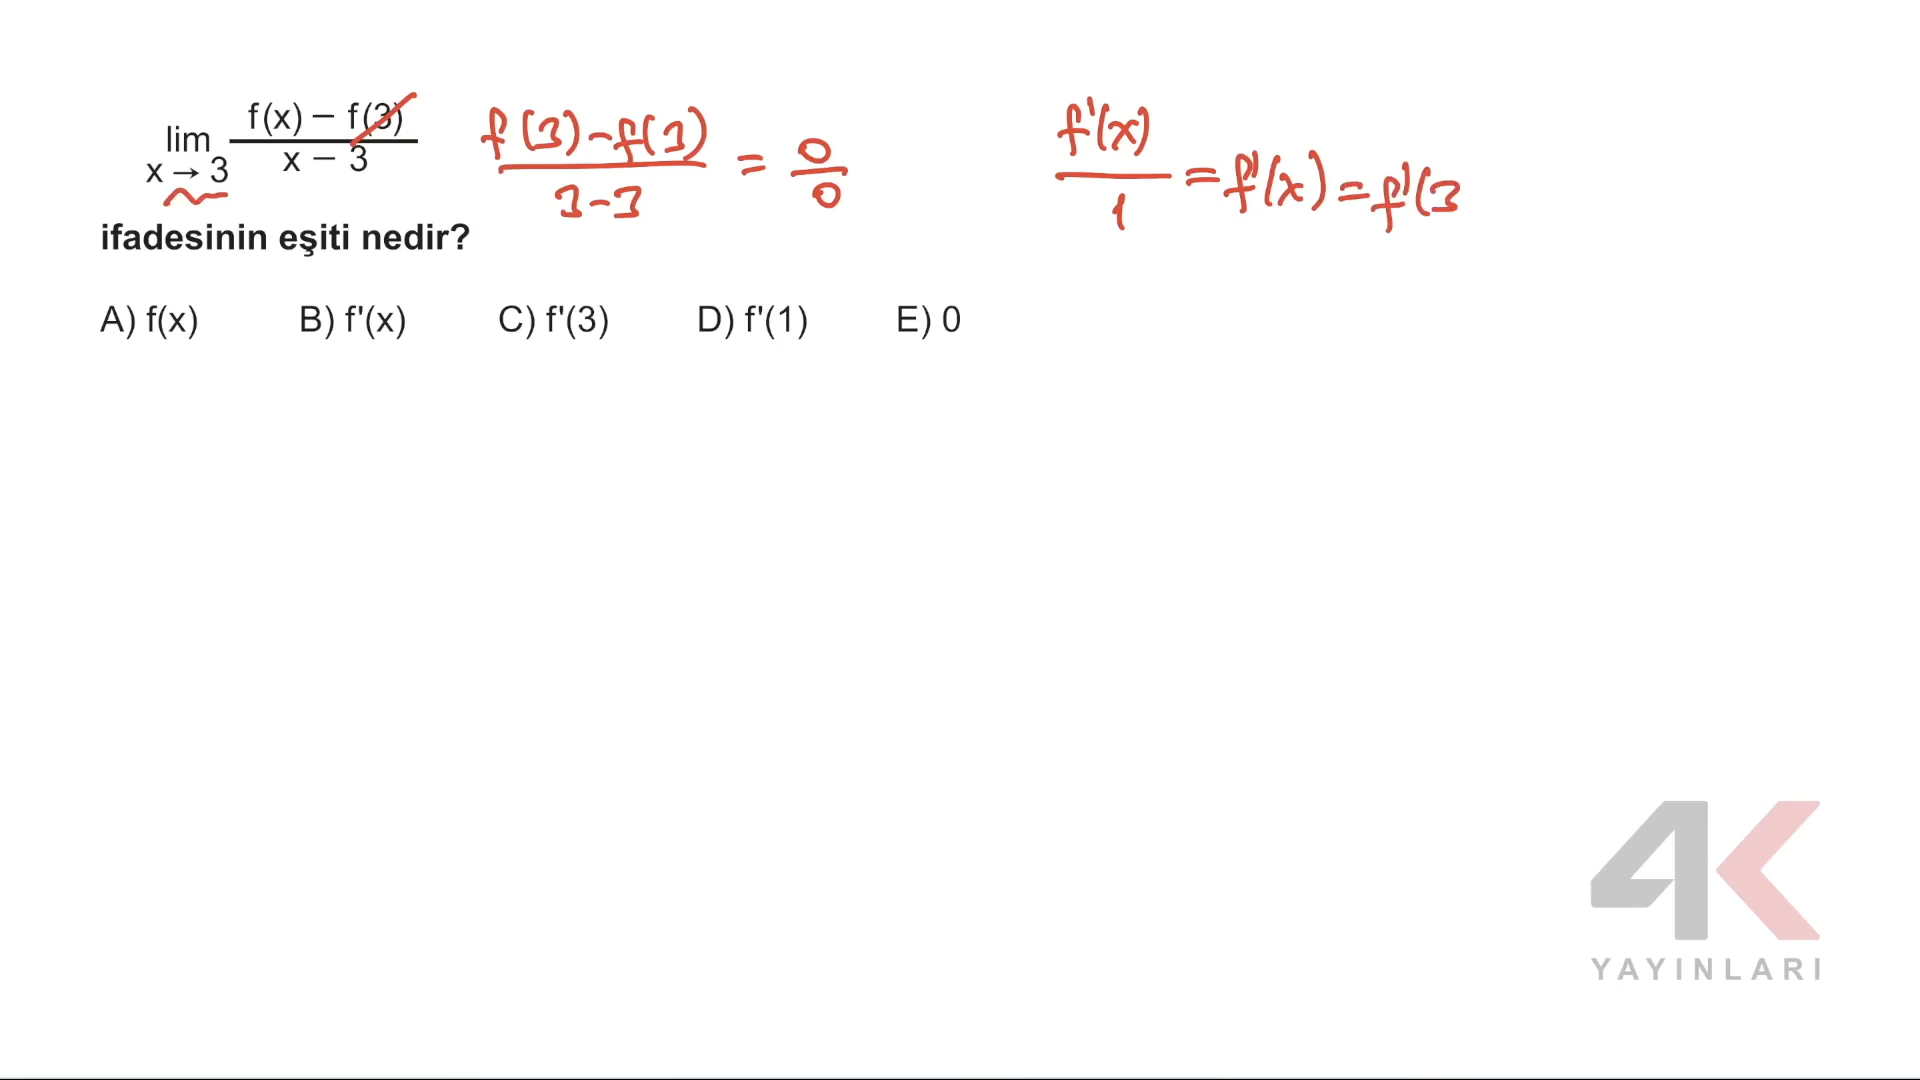 lim x → 3 f(x) − f(3) / x − 3
f(3)-f(3) / 3-3 = 0/0
f'(x) / 1 = f'(x) = f'(3
ifadesinin eşiti nedir?
A) f(x) B) f'(x) C) f'(3) D) f'(1) E) 0
4K
YAYINLARI